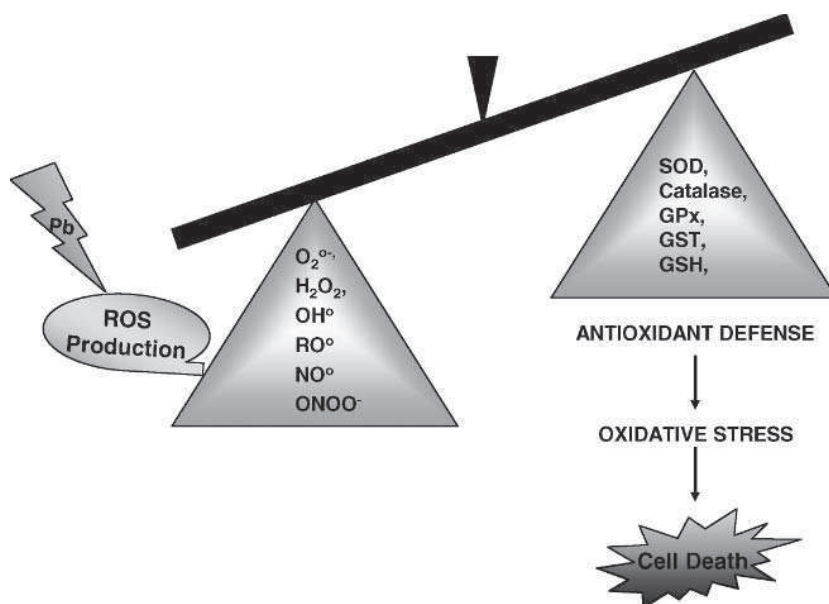 Pb
ROS
Production
O₂°⁻,
H₂O₂,
OH°
RO°
NO°
ONOO⁻
SOD,
Catalase,
GPx,
GST,
GSH,
ANTIOXIDANT DEFENSE
OXIDATIVE STRESS
Cell Death